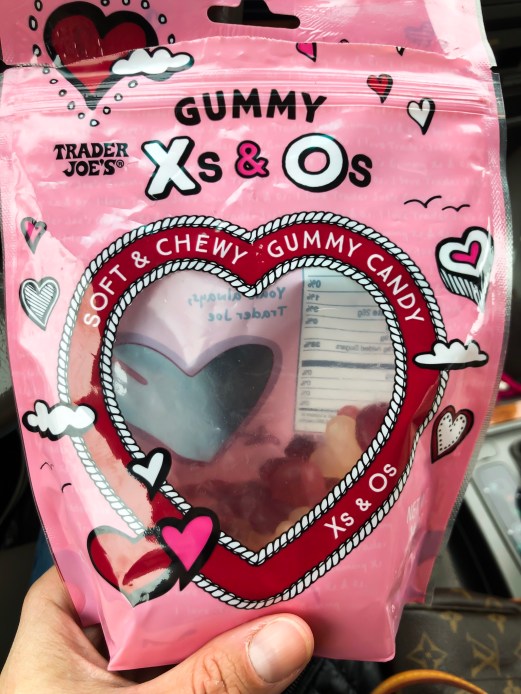 GUMMY
TRADER
JOE'S®
Xs & Os
SOFT & CHEWY GUMMY CANDY
Yours always,
Trader Joe
Xs & Os